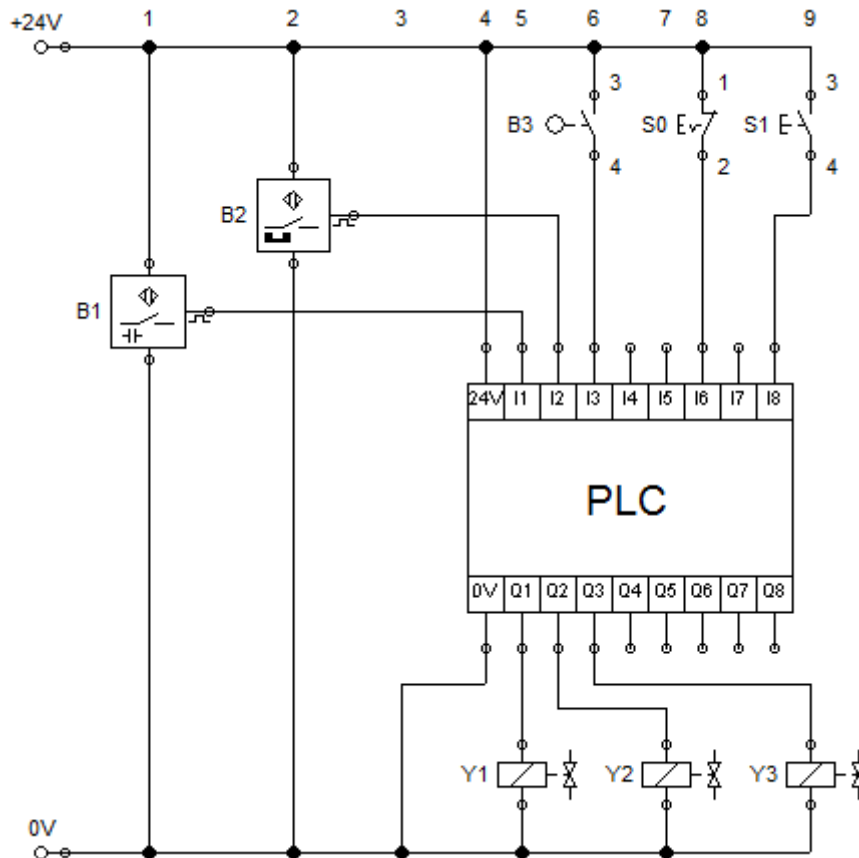 +24V 1 2 3 4 5 6 7 8 9
3 1 3
B3 S0 S1
4 2 4
B2
B1
24V I1 I2 I3 I4 I5 I6 I7 I8
PLC
0V Q1 Q2 Q3 Q4 Q5 Q6 Q7 Q8
Y1 Y2 Y3
0V